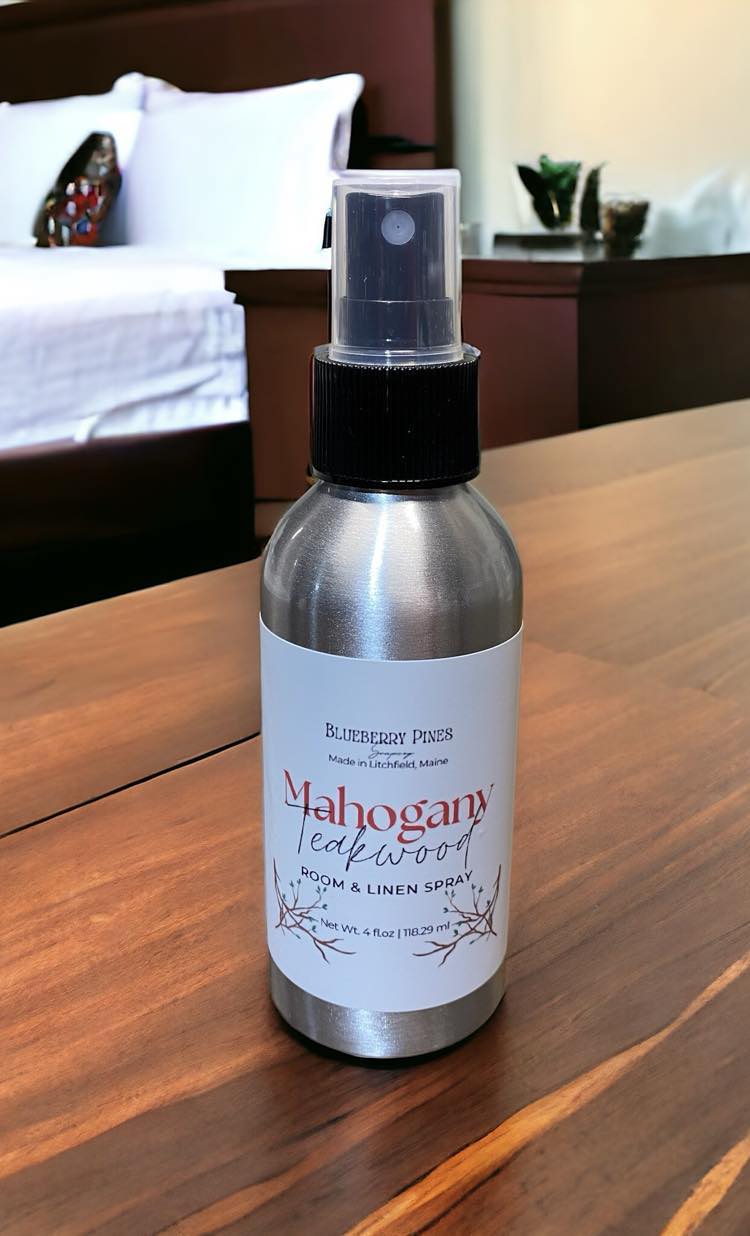 BLUEBERRY PINES
Soapery
Made in Litchfield, Maine
Mahogany
Teakwood
ROOM & LINEN SPRAY
Net Wt. 4 fl.oz | 118.29 ml